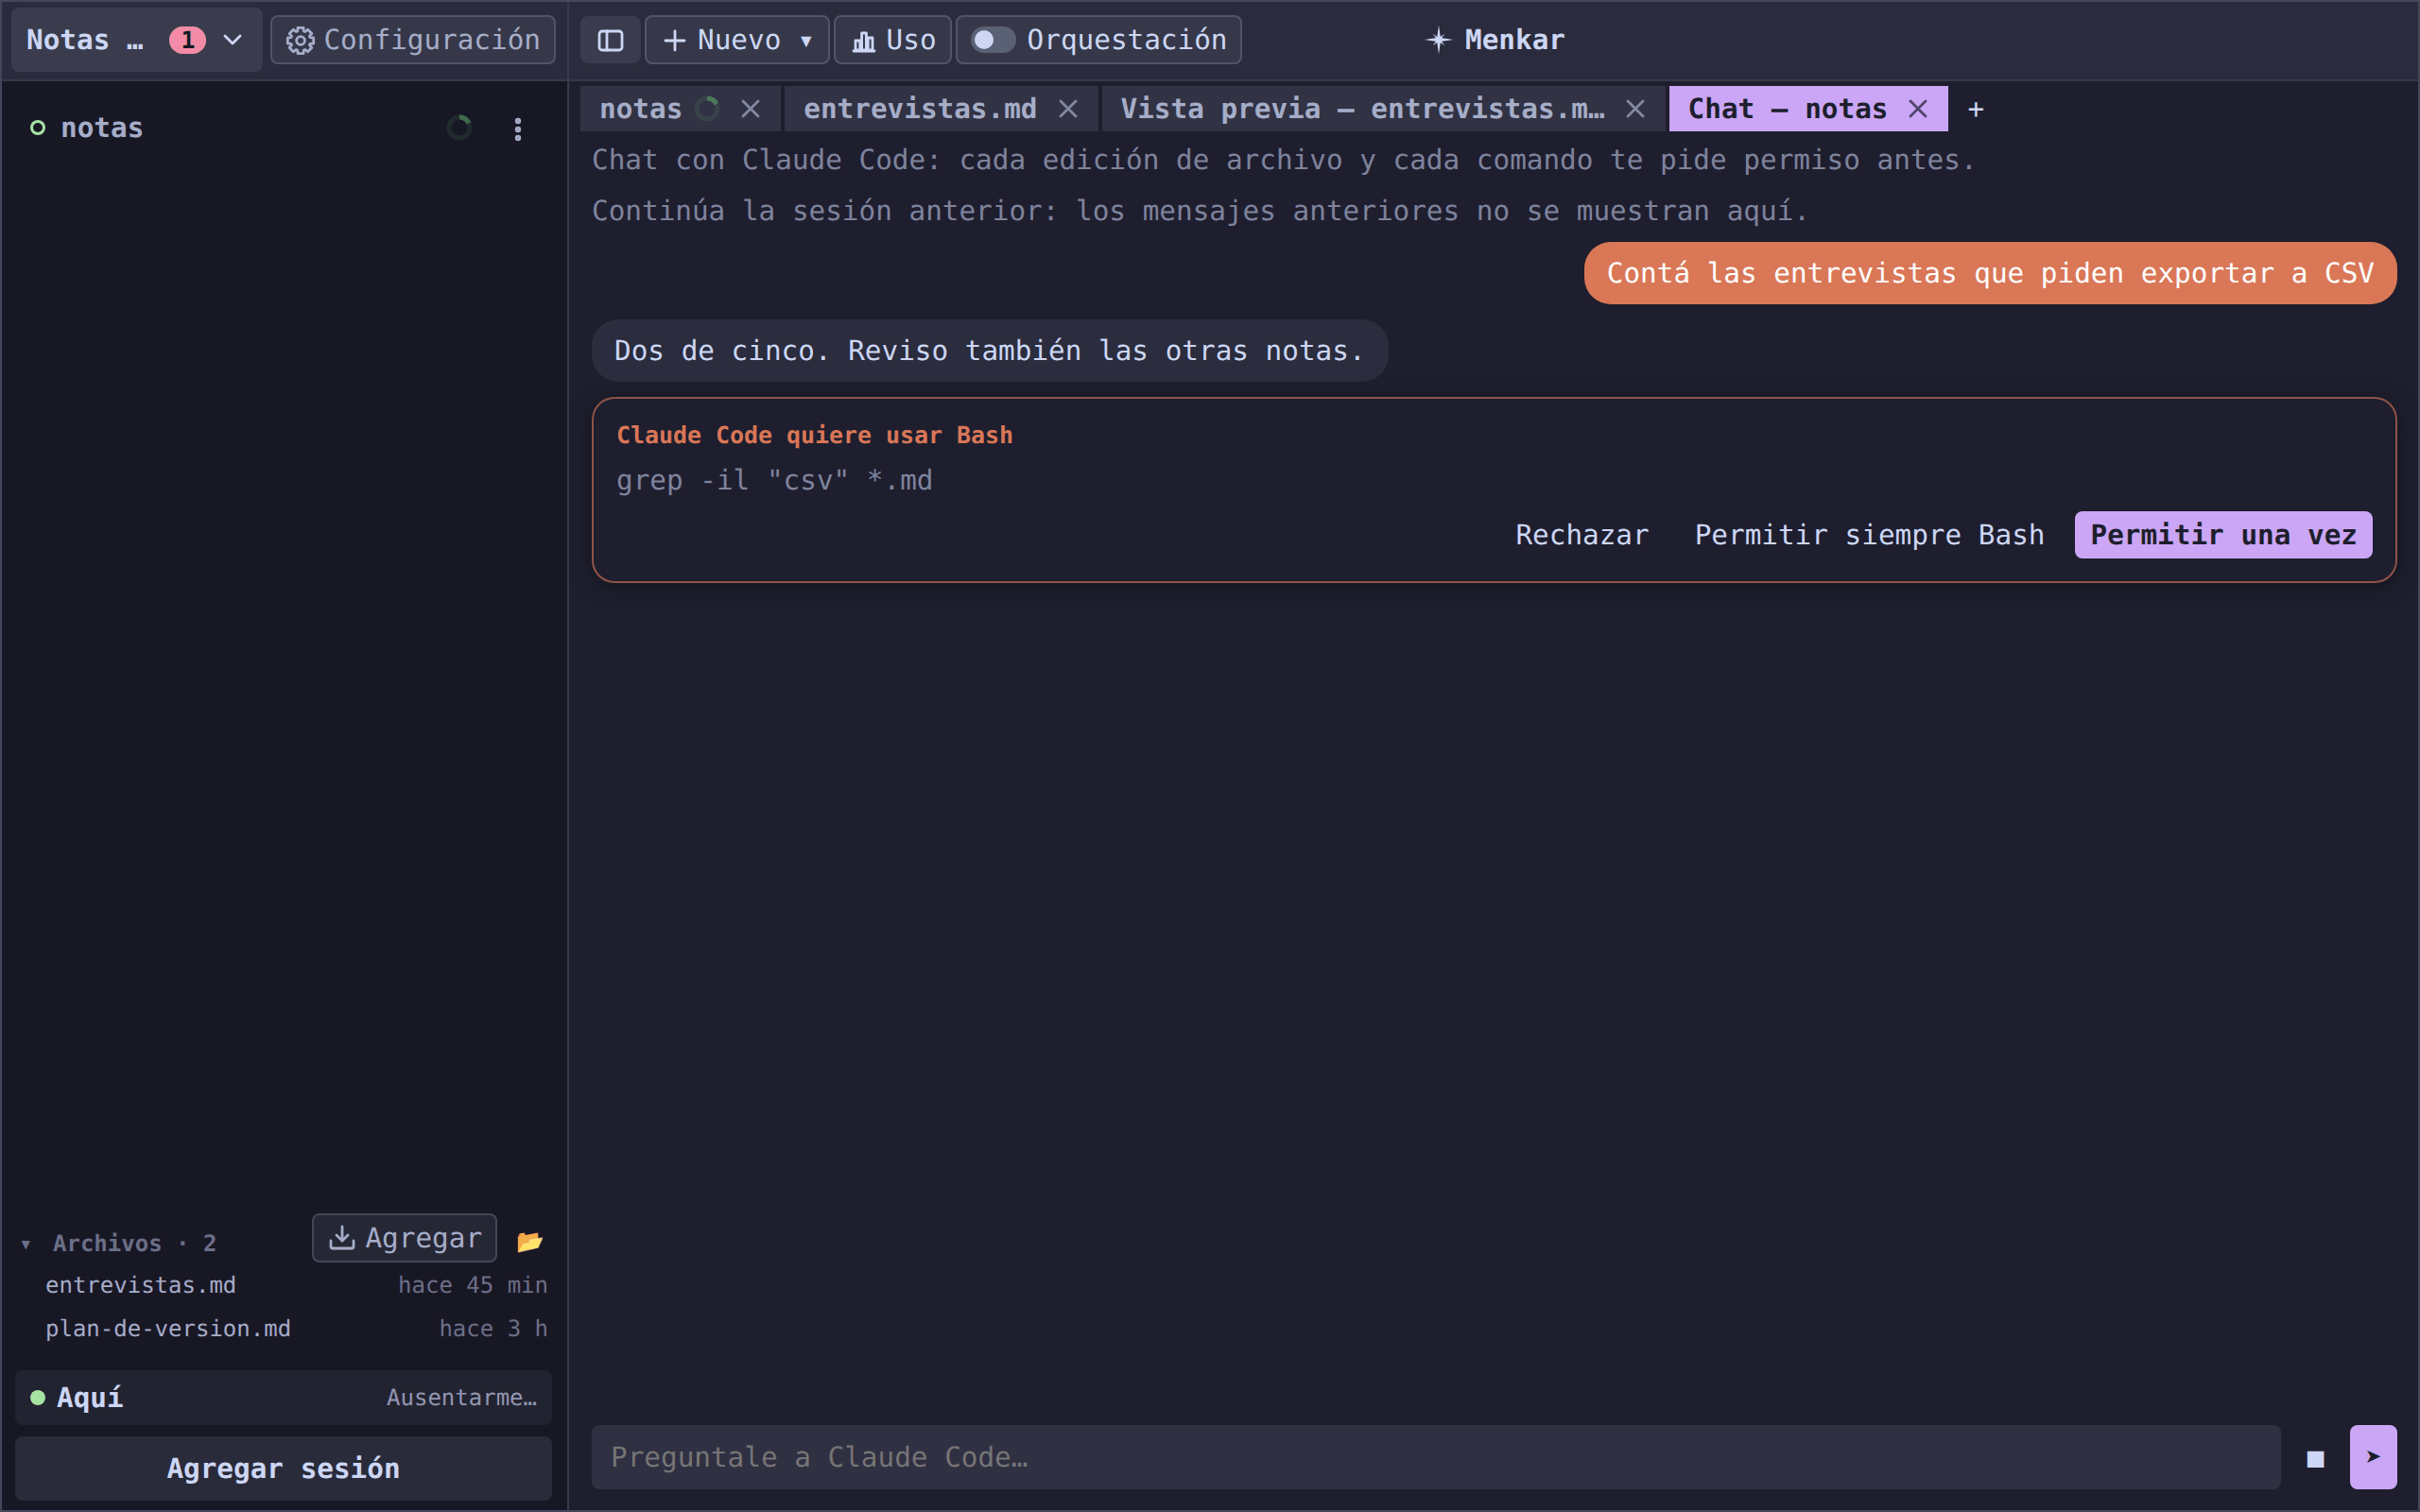 Notas … 1
Configuración
Nuevo ▾
Uso
Orquestación
Menkar
notas
notas
entrevistas.md
Vista previa — entrevistas.m…
Chat — notas
+
Chat con Claude Code: cada edición de archivo y cada comando te pide permiso antes.
Continúa la sesión anterior: los mensajes anteriores no se muestran aquí.
Contá las entrevistas que piden exportar a CSV
Dos de cinco. Reviso también las otras notas.
Claude Code quiere usar Bash
grep -il "csv" *.md
Rechazar
Permitir siempre Bash
Permitir una vez
▾ Archivos · 2
Agregar
entrevistas.md hace 45 min
plan-de-version.md hace 3 h
Aquí Ausentarme…
Agregar sesión
Preguntale a Claude Code…